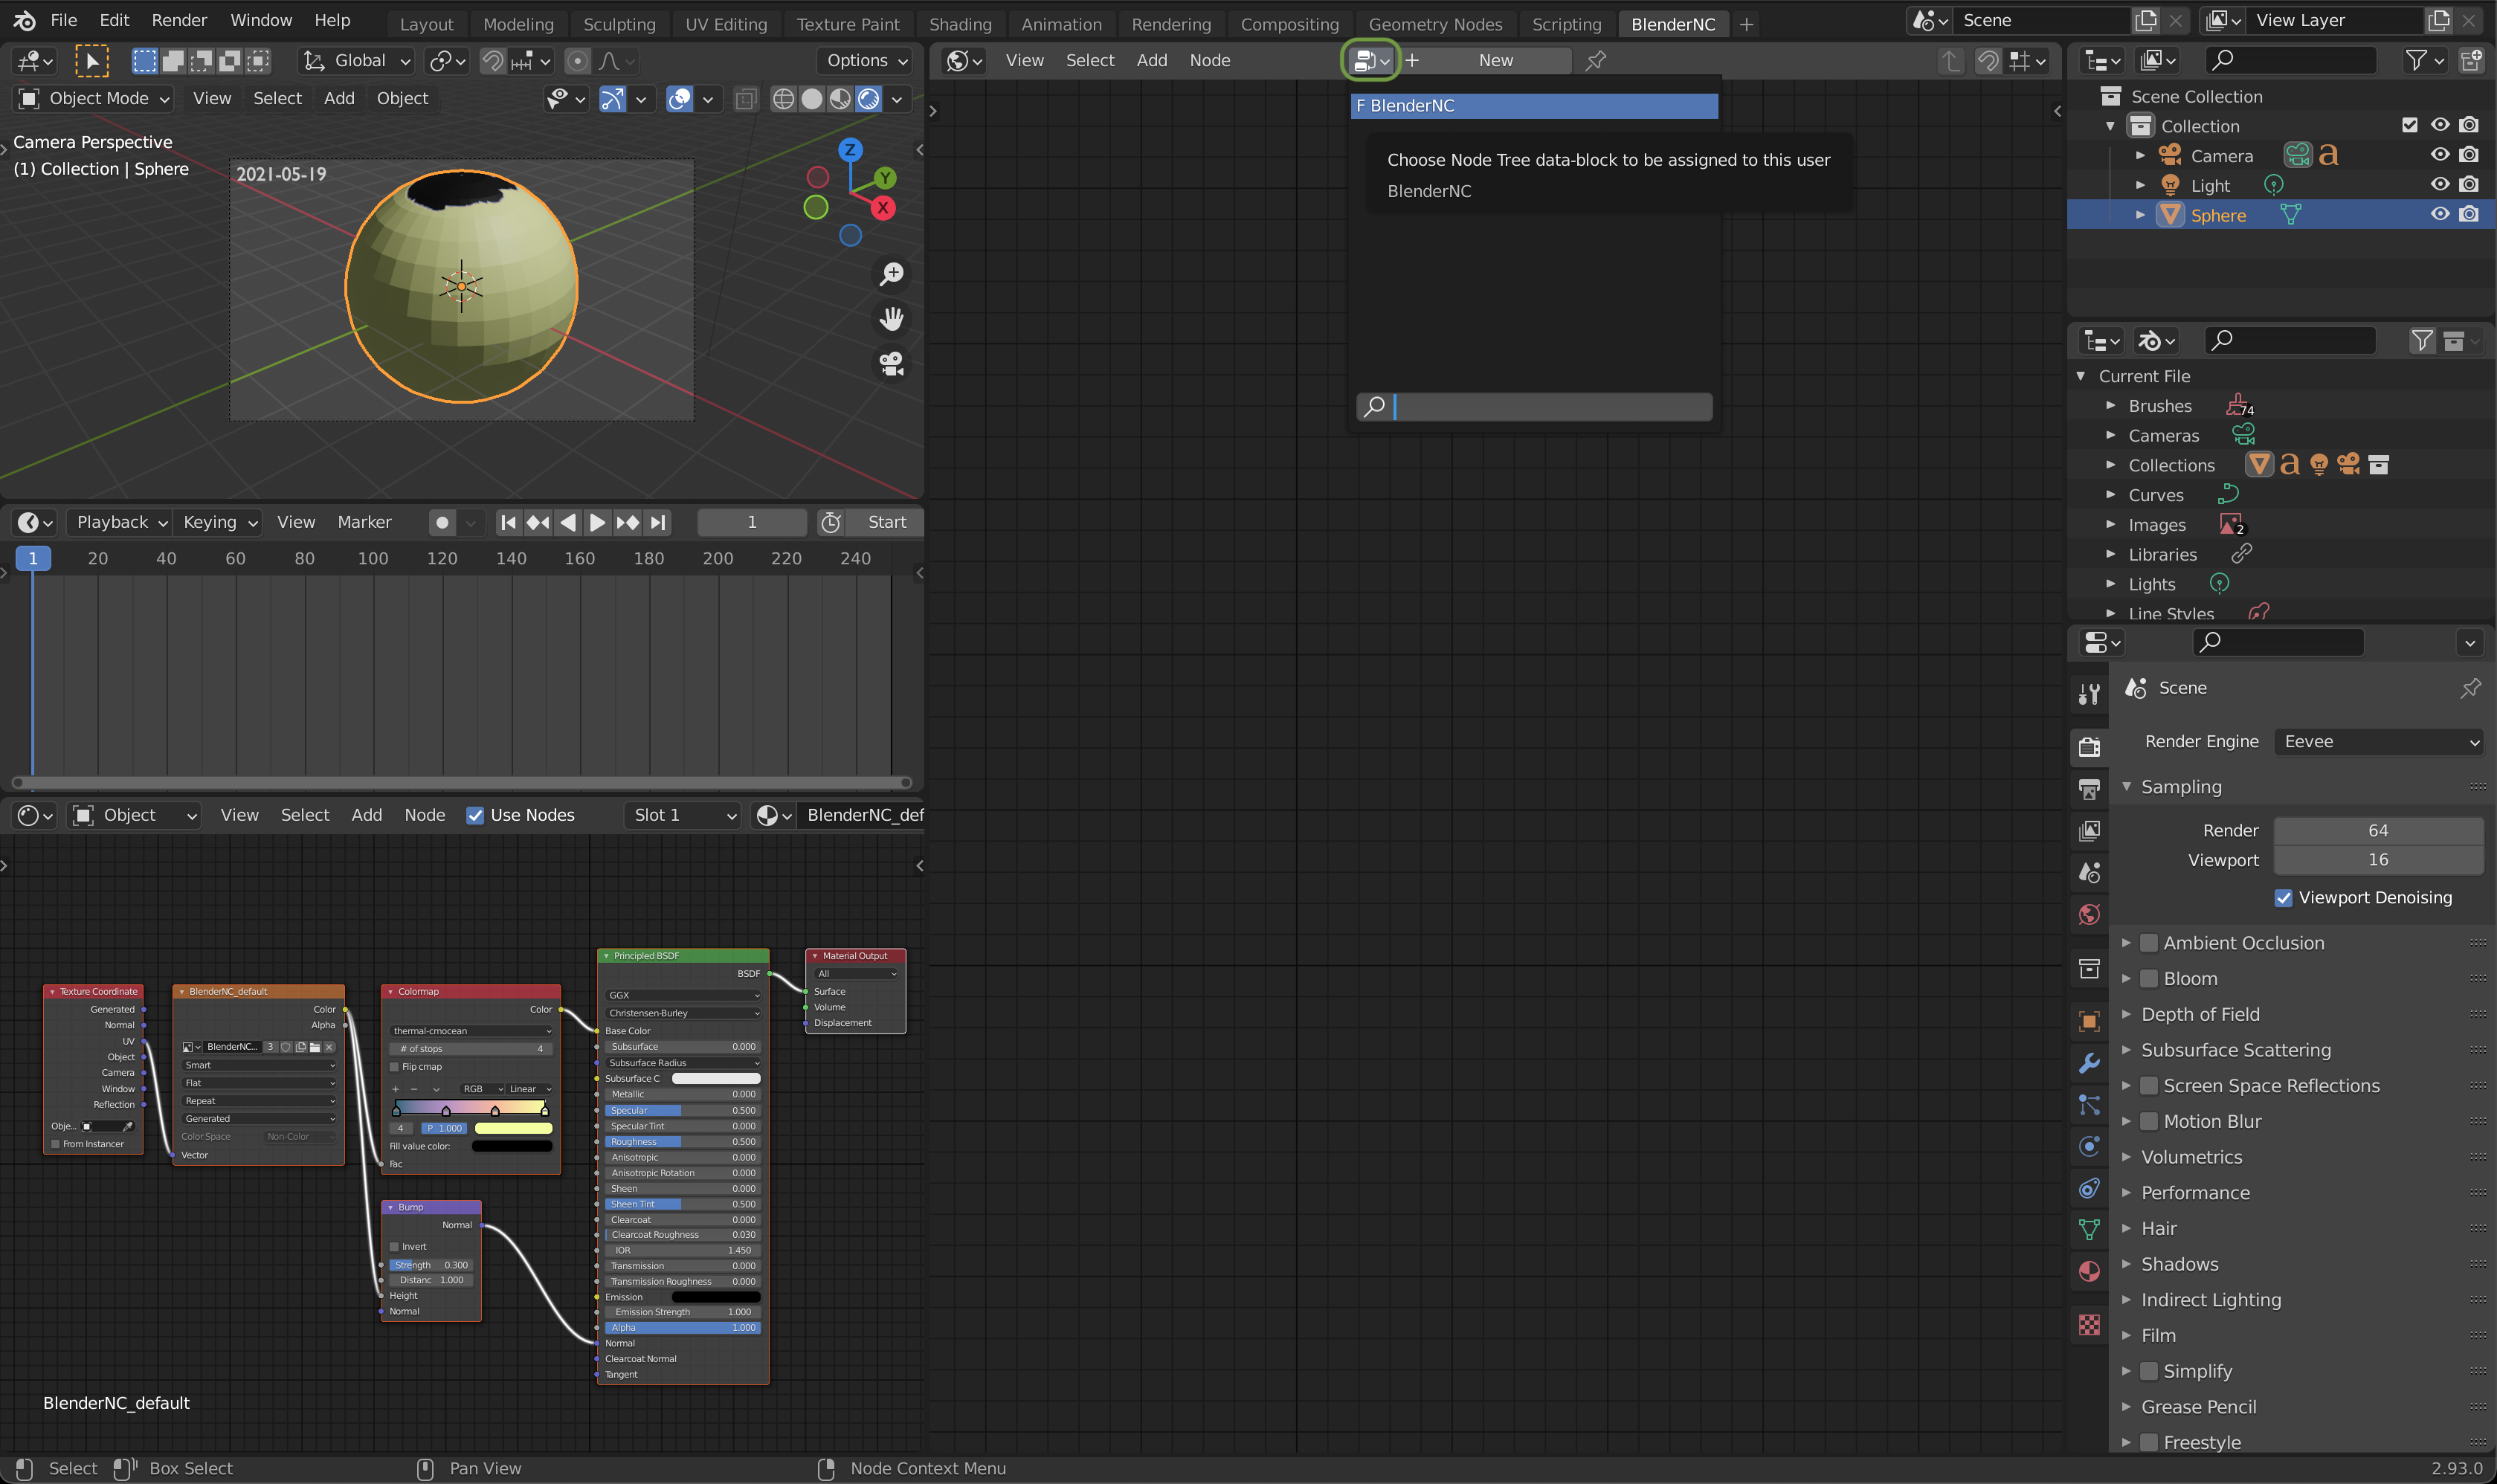 File Edit Render Window Help Layout Modeling Sculpting UV Editing Texture Paint Shading Animation Rendering Compositing Geometry Nodes Scripting BlenderNC + Scene View Layer
Global Options
View Select Add Node + New
Object Mode View Select Add Object
F BlenderNC
Choose Node Tree data-block to be assigned to this user
BlenderNC
Camera Perspective
(1) Collection | Sphere
2021-05-19
Z
Y
X
Scene Collection
Collection
Camera
Light
Sphere
Current File
Brushes 74
Cameras
Collections
Curves
Images 2
Libraries
Lights
Line Styles
Playback Keying View Marker 1 Start
1 20 40 60 80 100 120 140 160 180 200 220 240
Scene
Render Engine Eevee
Sampling
Render 64
Viewport 16
Viewport Denoising
Ambient Occlusion
Bloom
Depth of Field
Subsurface Scattering
Screen Space Reflections
Motion Blur
Volumetrics
Performance
Hair
Shadows
Indirect Lighting
Film
Simplify
Grease Pencil
Freestyle
Object View Select Add Node Use Nodes Slot 1 BlenderNC_def
Texture Coordinate
Generated
Normal
UV
Object
Camera
Window
Reflection
Obje...
From Instancer
BlenderNC_default
Color
Alpha
BlenderNC... 3
Smart
Flat
Repeat
Generated
Color Space Non-Color
Vector
Colormap
Color
thermal-cmocean
# of stops 4
Flip cmap
+ − RGB Linear
4 P 1.000
Fill value color:
Fac
Bump
Normal
Invert
Strength 0.300
Distanc 1.000
Height
Normal
Principled BSDF
BSDF
GGX
Christensen-Burley
Base Color
Subsurface 0.000
Subsurface Radius
Subsurface C
Metallic 0.000
Specular 0.500
Specular Tint 0.000
Roughness 0.500
Anisotropic 0.000
Anisotropic Rotation 0.000
Sheen 0.000
Sheen Tint 0.500
Clearcoat 0.000
Clearcoat Roughness 0.030
IOR 1.450
Transmission 0.000
Transmission Roughness 0.000
Emission
Emission Strength 1.000
Alpha 1.000
Normal
Clearcoat Normal
Tangent
Material Output
All
Surface
Volume
Displacement
BlenderNC_default
Select Box Select Pan View Node Context Menu 2.93.0